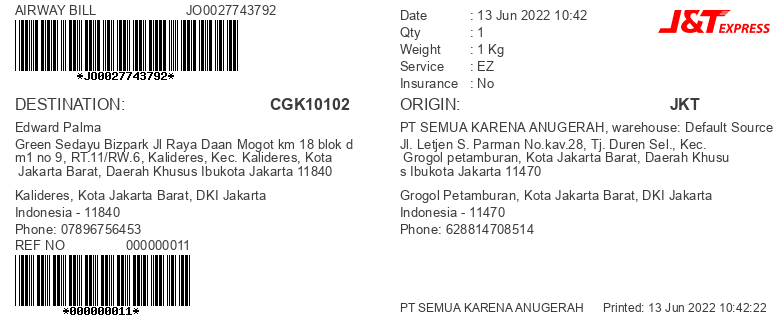 AIRWAY BILL JO0027743792
*JO0027743792*
Date : 13 Jun 2022 10:42
Qty : 1
Weight : 1 Kg
Service : EZ
Insurance : No
J&T EXPRESS
DESTINATION: CGK10102
Edward Palma
Green Sedayu Bizpark Jl Raya Daan Mogot km 18 blok d
m1 no 9, RT.11/RW.6, Kalideres, Kec. Kalideres, Kota
Jakarta Barat, Daerah Khusus Ibukota Jakarta 11840
Kalideres, Kota Jakarta Barat, DKI Jakarta
Indonesia - 11840
Phone: 07896756453
REF NO 000000011
*000000011*
ORIGIN: JKT
PT SEMUA KARENA ANUGERAH, warehouse: Default Source
Jl. Letjen S. Parman No.kav.28, Tj. Duren Sel., Kec.
Grogol petamburan, Kota Jakarta Barat, Daerah Khusu
s Ibukota Jakarta 11470
Grogol Petamburan, Kota Jakarta Barat, DKI Jakarta
Indonesia - 11470
Phone: 628814708514
PT SEMUA KARENA ANUGERAH Printed: 13 Jun 2022 10:42:22